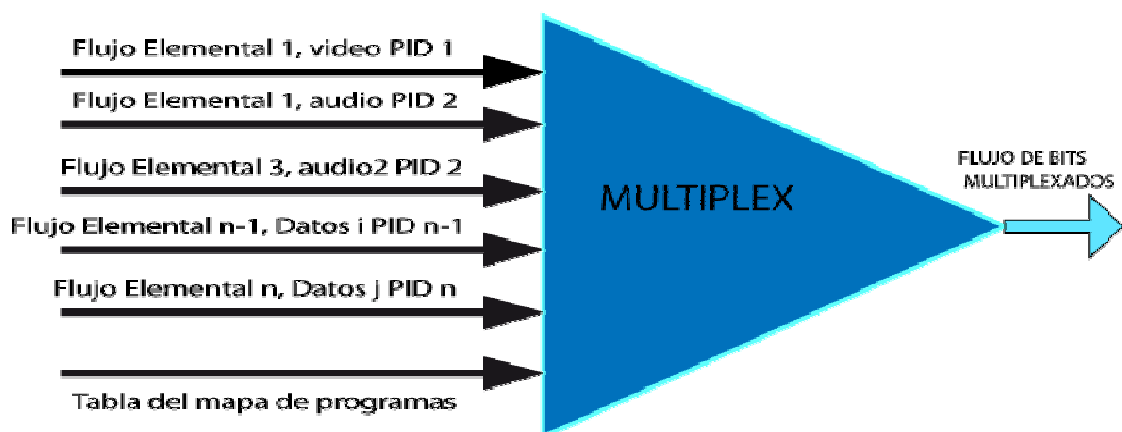 Flujo Elemental 1, video PID 1
Flujo Elemental 1, audio PID 2
Flujo Elemental 3, audio2 PID 2
Flujo Elemental n-1, Datos i PID n-1
Flujo Elemental n, Datos j PID n
Tabla del mapa de programas
MULTIPLEX
FLUJO DE BITS
MULTIPLEXADOS